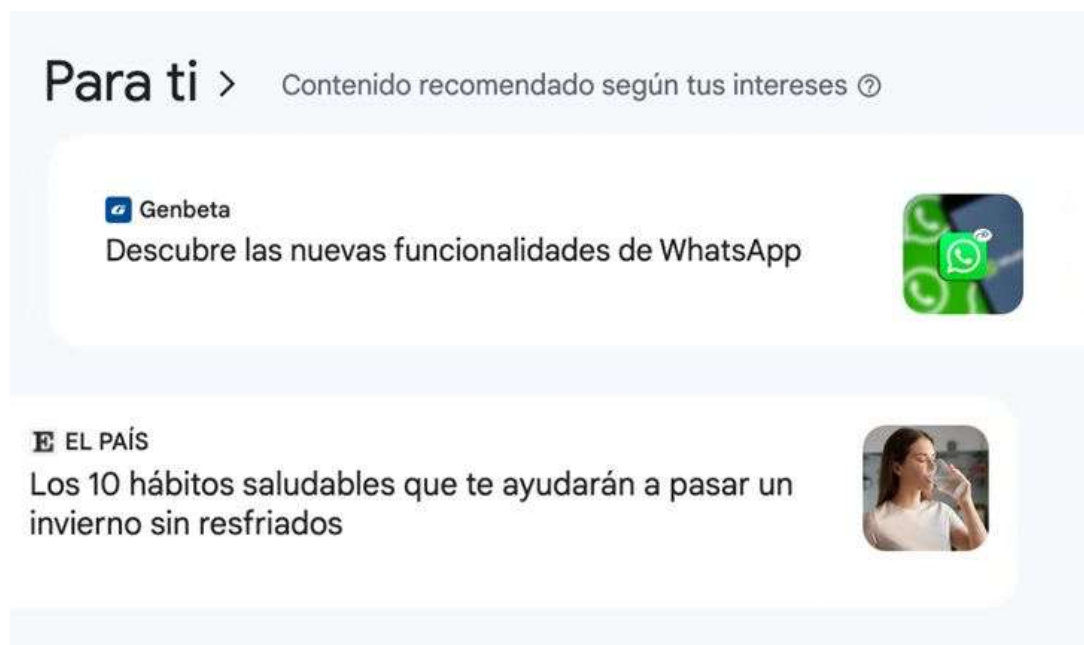 Para ti > Contenido recomendado según tus intereses
Genbeta
Descubre las nuevas funcionalidades de WhatsApp
EL PAÍS
Los 10 hábitos saludables que te ayudarán a pasar un
invierno sin resfriados